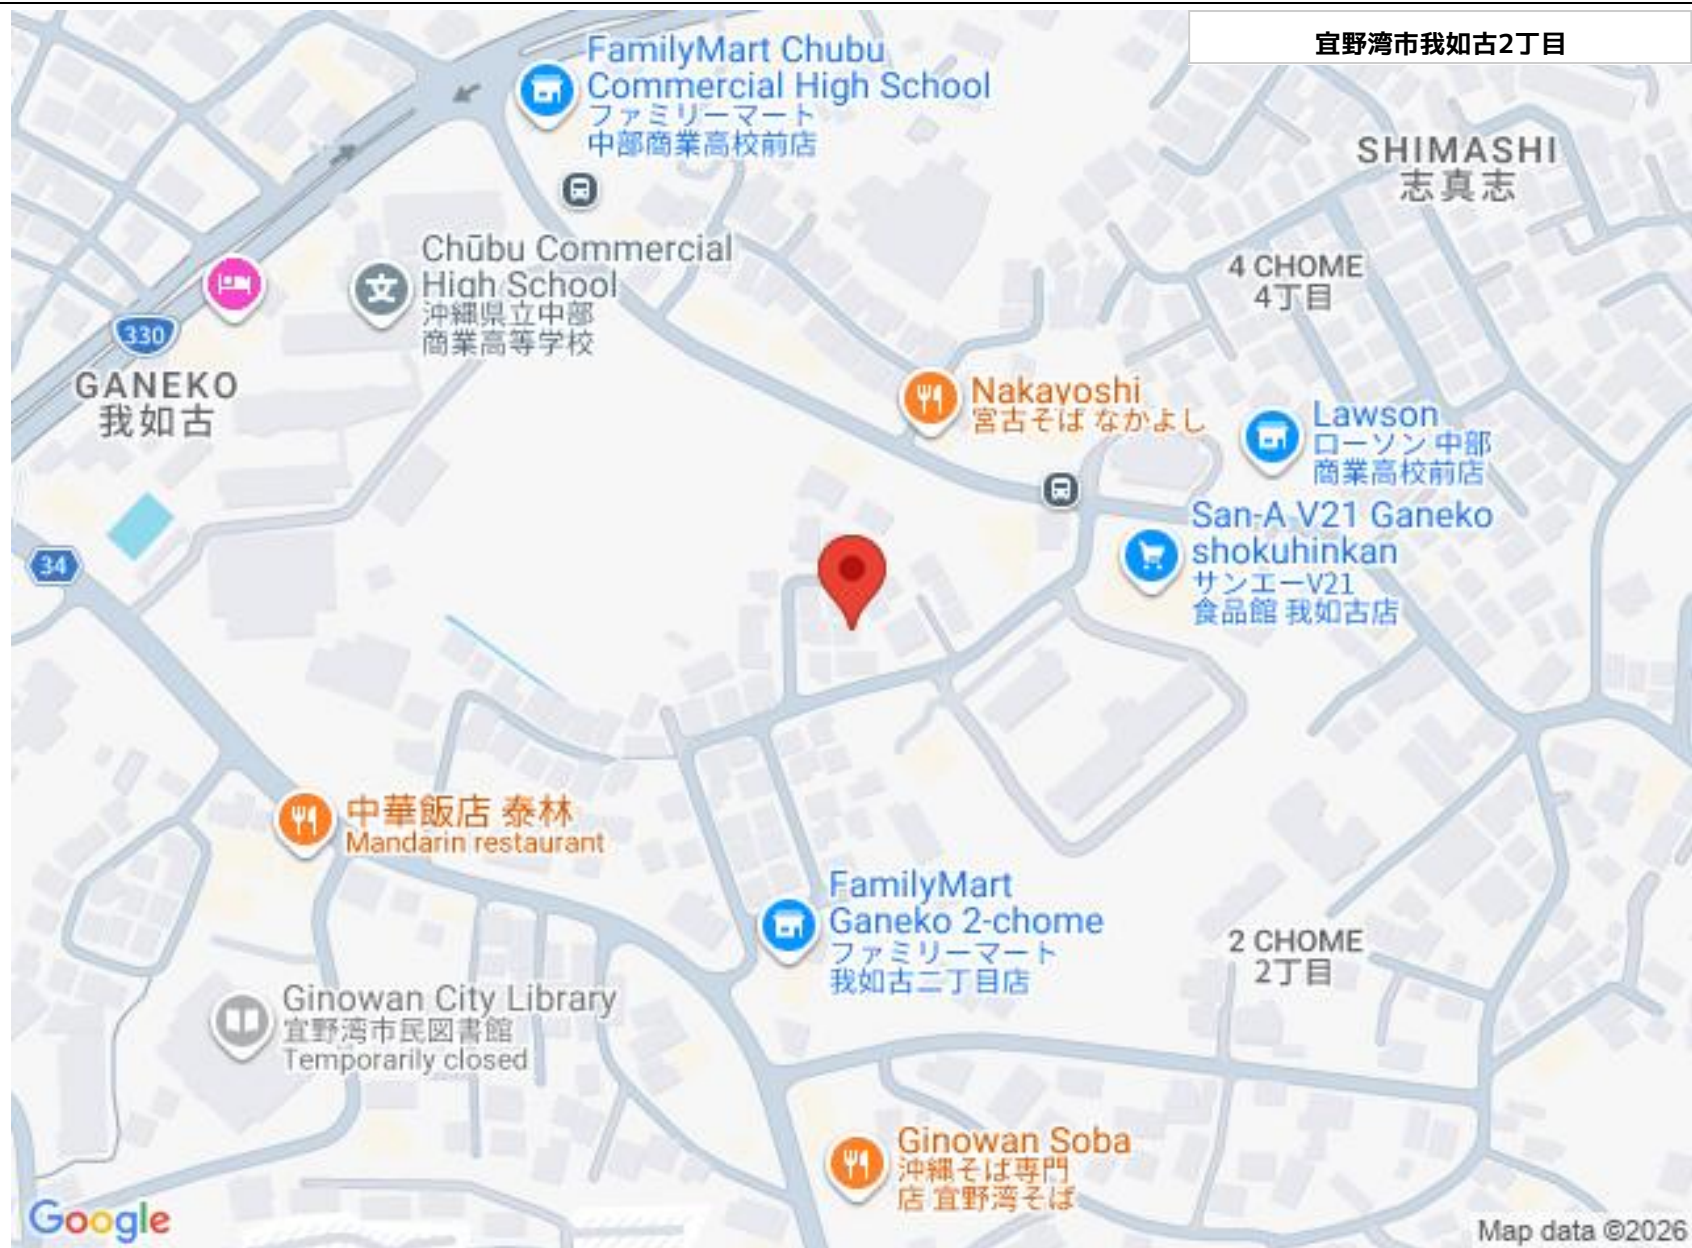 宜野湾市我如古2丁目
FamilyMart Chubu
Commercial High School
ファミリーマート
中部商業高校前店
SHIMASHI
志真志
Chūbu Commercial
High School
沖縄県立中部
商業高等学校
4 CHOME
4丁目
330
GANEKO
我如古
Nakayoshi
宮古そば なかよし
Lawson
ローソン 中部
商業高校前店
San-A V21 Ganeko
shokuhinkan
サンエーV21
食品館 我如古店
34
中華飯店 泰林
Mandarin restaurant
FamilyMart
Ganeko 2-chome
ファミリーマート
我如古二丁目店
2 CHOME
2丁目
Ginowan City Library
宜野湾市民図書館
Temporarily closed
Ginowan Soba
沖縄そば専門
店 宜野湾そば
Google
Map data ©2026